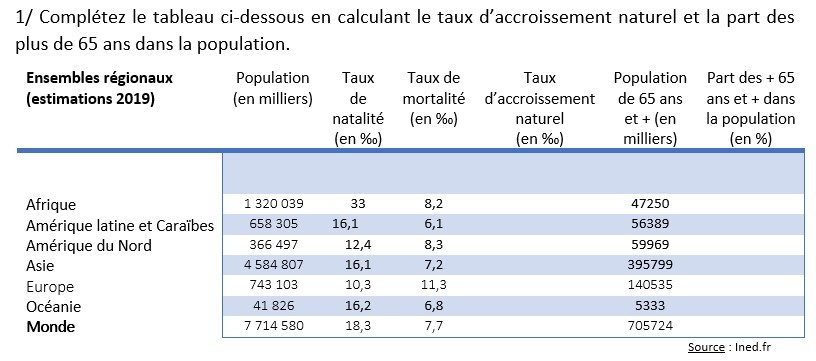 1/ Complétez le tableau ci-dessous en calculant le taux d’accroissement naturel et la part des
plus de 65 ans dans la population.
Ensembles régionaux Population Taux Taux de Taux Population Part des + 65
(estimations 2019) (en milliers) de mortalité d’accroissement de 65 ans ans et + dans
natalité (en ‰) naturel et + (en la population
(en ‰) (en ‰) milliers) (en %)
Afrique 1 320 039 33 8,2 47250
Amérique latine et Caraïbes 658 305 16,1 6,1 56389
Amérique du Nord 366 497 12,4 8,3 59969
Asie 4 584 807 16,1 7,2 395799
Europe 743 103 10,3 11,3 140535
Océanie 41 826 16,2 6,8 5333
Monde 7 714 580 18,3 7,7 705724
Source : Ined.fr